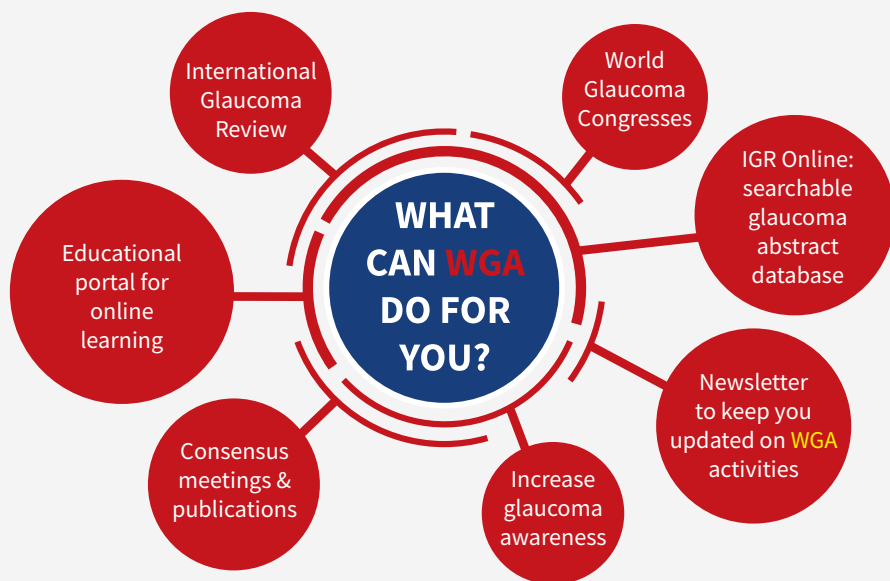 WHAT
CAN WGA
DO FOR
YOU?
International
Glaucoma
Review
World
Glaucoma
Congresses
IGR Online:
searchable
glaucoma
abstract
database
Newsletter
to keep you
updated on WGA
activities
Increase
glaucoma
awareness
Consensus
meetings &
publications
Educational
portal for
online
learning